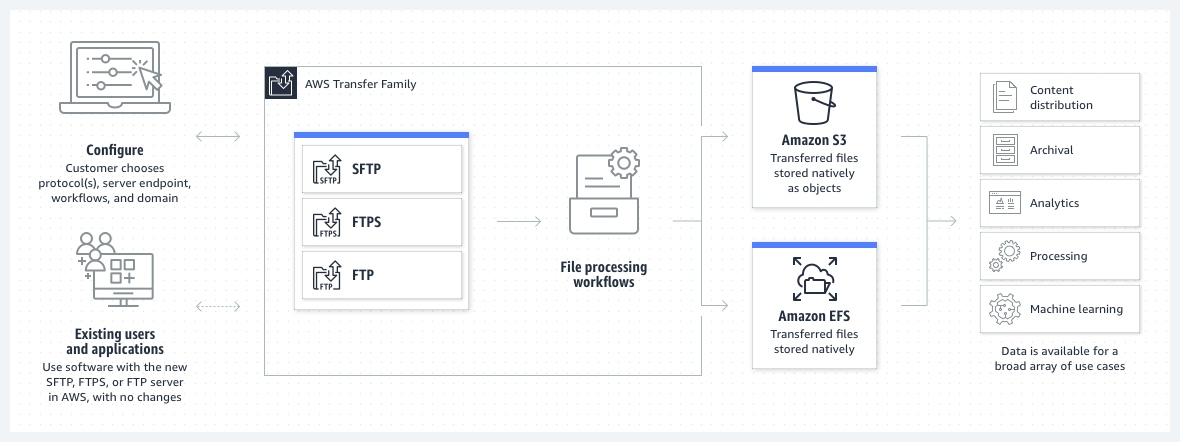 Configure
Customer chooses
protocol(s), server endpoint,
workflows, and domain
Existing users
and applications
Use software with the new
SFTP, FTPS, or FTP server
in AWS, with no changes
AWS Transfer Family
SFTP
SFTP
FTPS
FTPS
FTP
FTP
File processing
workflows
Amazon S3
Transferred files
stored natively
as objects
Amazon EFS
Transferred files
stored natively
Content
distribution
Archival
Analytics
Processing
Machine learning
Data is available for a
broad array of use cases